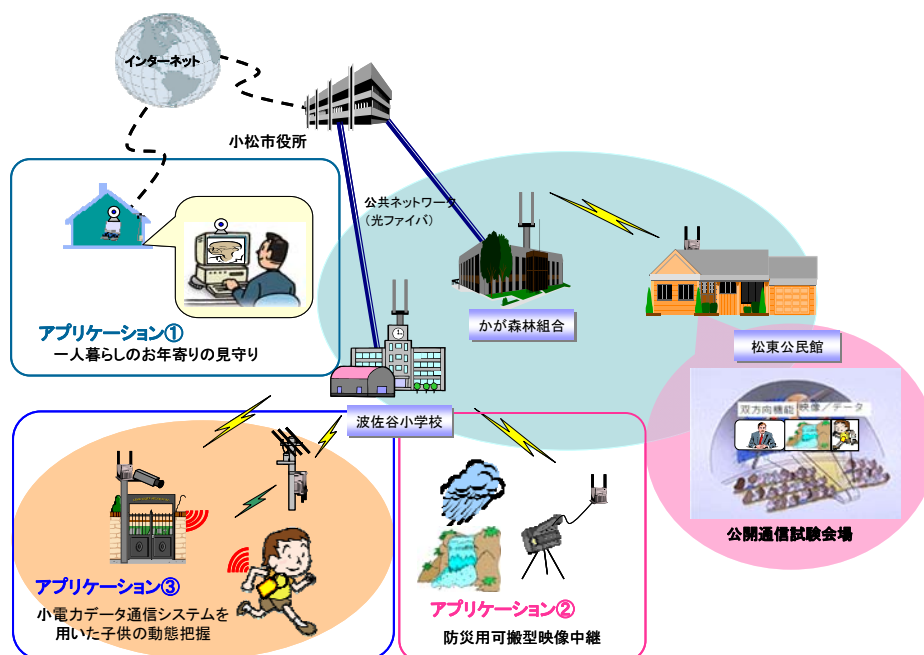 インターネット
小松市役所
公共ネットワーク
(光ファイバ)
かが森林組合
松東公民館
アプリケーション①
一人暮らしのお年寄りの見守り
波佐谷小学校
双方向機能
映像/データ
公開通信試験会場
アプリケーション③
小電力データ通信システムを
用いた子供の動態把握
アプリケーション②
防災用可搬型映像中継